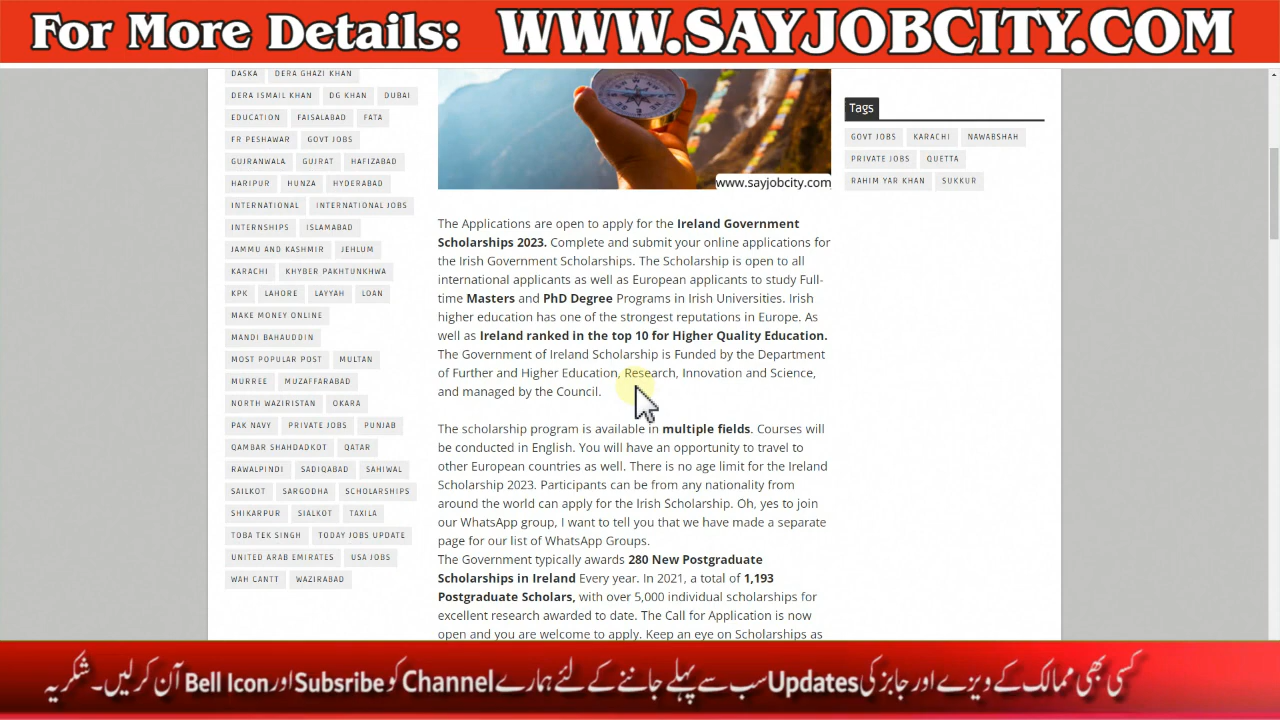 For More Details: WWW.SAYJOBCITY.COM
DASKA DERA GHAZI KHAN
DERA ISMAIL KHAN DG KHAN DUBAI
EDUCATION FAISALABAD FATA
FR PESHAWAR GOVT JOBS
GUJRANWALA GUJRAT HAFIZABAD
HARIPUR HUNZA HYDERABAD
INTERNATIONAL INTERNATIONAL JOBS
INTERNSHIPS ISLAMABAD
JAMMU AND KASHMIR JEHLUM
KARACHI KHYBER PAKHTUNKHWA
KPK LAHORE LAYYAH LOAN
MAKE MONEY ONLINE
MANDI BAHAUDDIN
MOST POPULAR POST MULTAN
MURREE MUZAFFARABAD
NORTH WAZIRISTAN OKARA
PAK NAVY PRIVATE JOBS PUNJAB
QAMBAR SHAHDADKOT QATAR
RAWALPINDI SADIQABAD SAHIWAL
SAILKOT SARGODHA SCHOLARSHIPS
SHIKARPUR SIALKOT TAXILA
TOBA TEK SINGH TODAY JOBS UPDATE
UNITED ARAB EMIRATES USA JOBS
WAH CANTT WAZIRABAD
www.sayjobcity.com
The Applications are open to apply for the Ireland Government
Scholarships 2023. Complete and submit your online applications for
the Irish Government Scholarships. The Scholarship is open to all
international applicants as well as European applicants to study Full-
time Masters and PhD Degree Programs in Irish Universities. Irish
higher education has one of the strongest reputations in Europe. As
well as Ireland ranked in the top 10 for Higher Quality Education.
The Government of Ireland Scholarship is Funded by the Department
of Further and Higher Education, Research, Innovation and Science,
and managed by the Council.
The scholarship program is available in multiple fields. Courses will
be conducted in English. You will have an opportunity to travel to
other European countries as well. There is no age limit for the Ireland
Scholarship 2023. Participants can be from any nationality from
around the world can apply for the Irish Scholarship. Oh, yes to join
our WhatsApp group, I want to tell you that we have made a separate
page for our list of WhatsApp Groups.
The Government typically awards 280 New Postgraduate
Scholarships in Ireland Every year. In 2021, a total of 1,193
Postgraduate Scholars, with over 5,000 individual scholarships for
excellent research awarded to date. The Call for Application is now
open and you are welcome to apply. Keep an eye on Scholarships as
Tags
GOVT JOBS KARACHI NAWABSHAH
PRIVATE JOBS QUETTA
RAHIM YAR KHAN SUKKUR
کسی بھی ممالک کے ویزے اور جابز کی Updates سب سے پہلے جاننے کے لئے ہمارے Channel کو Subsribe اور Bell Icon آن کرلیں۔ شکریہ